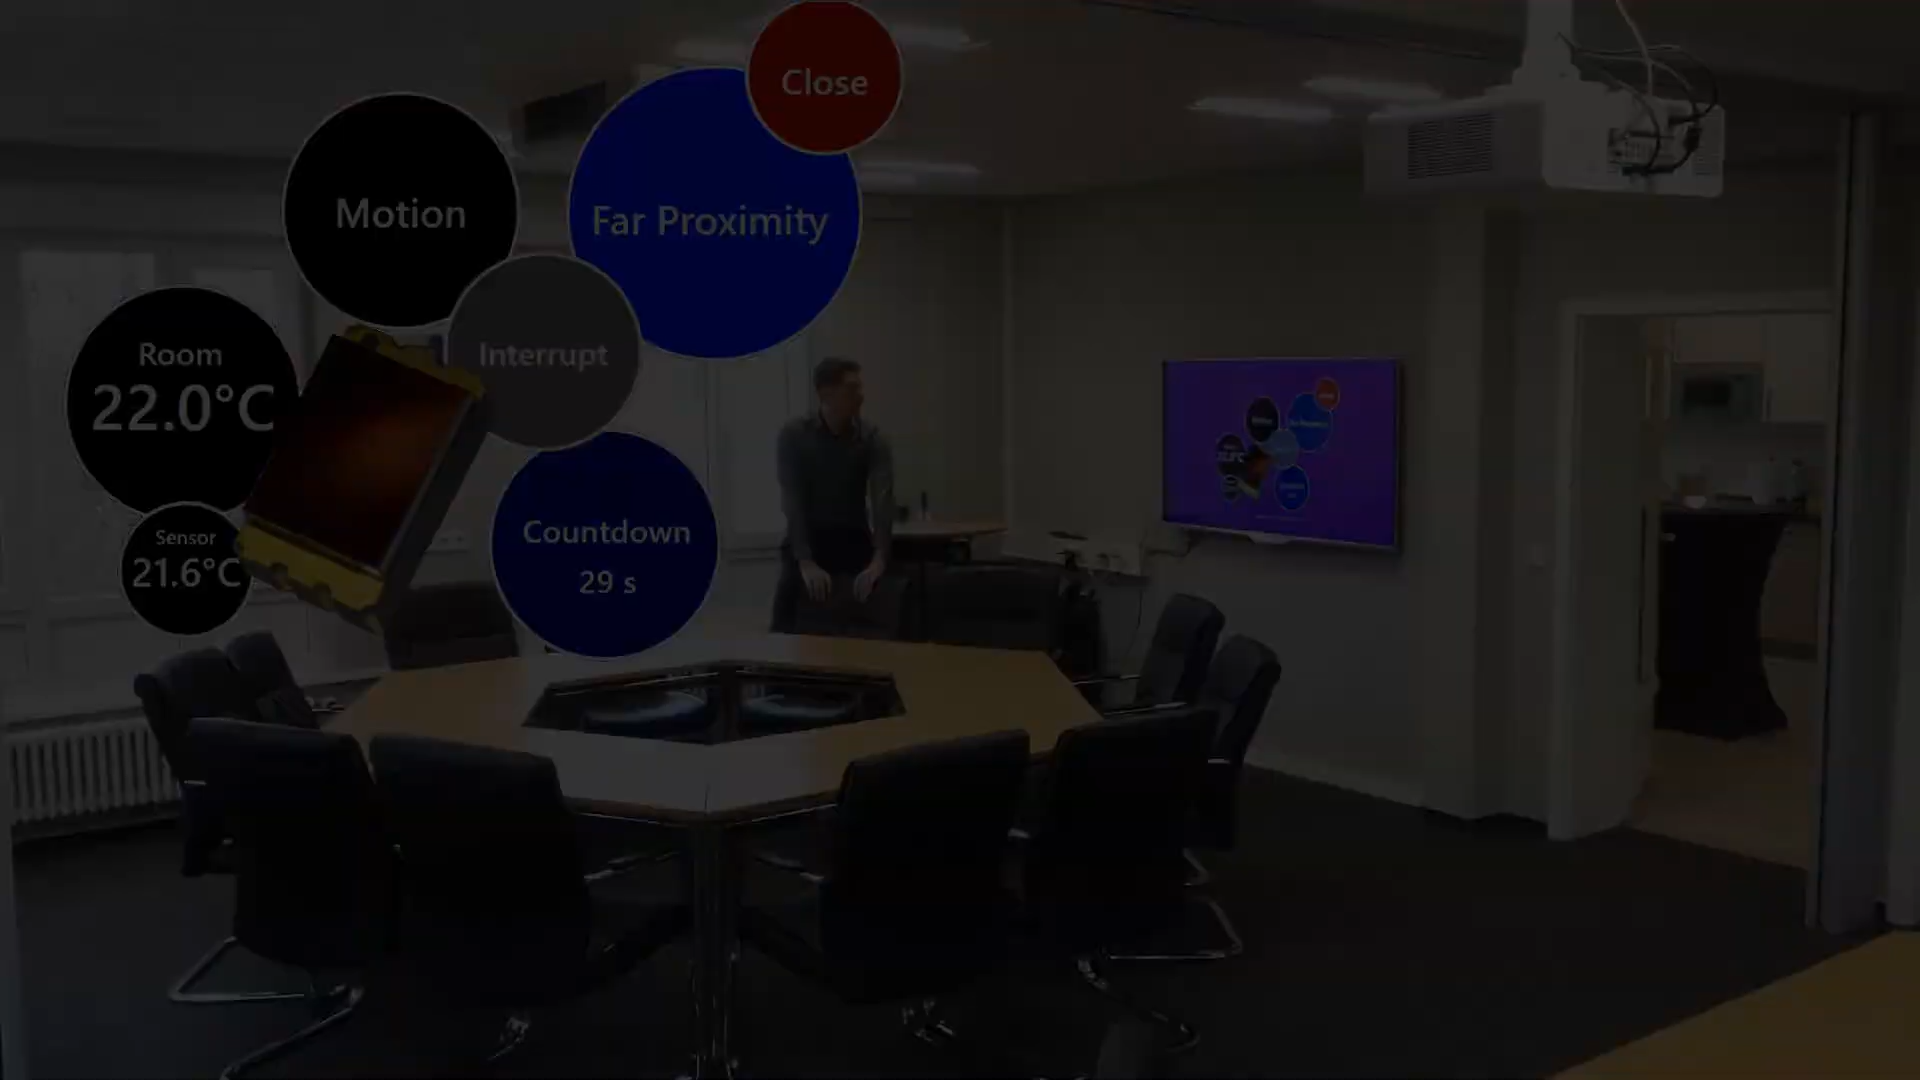 Close
Motion
Far Proximity
Interrupt
Room
22.0°C
Countdown
29 s
Sensor
21.6°C